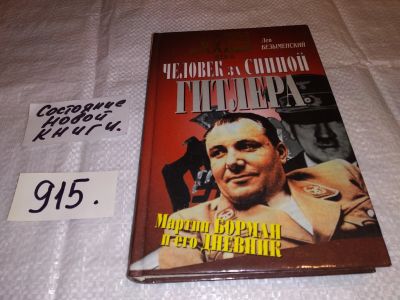 Состояние
новой
книги.
915.
Лев
БЕЗЫМЕНСКИЙ
ЧЕЛОВЕК ЗА СПИНОЙ
ГИТЛЕРА
Мартин БОРМАН
и его ДНЕВНИК